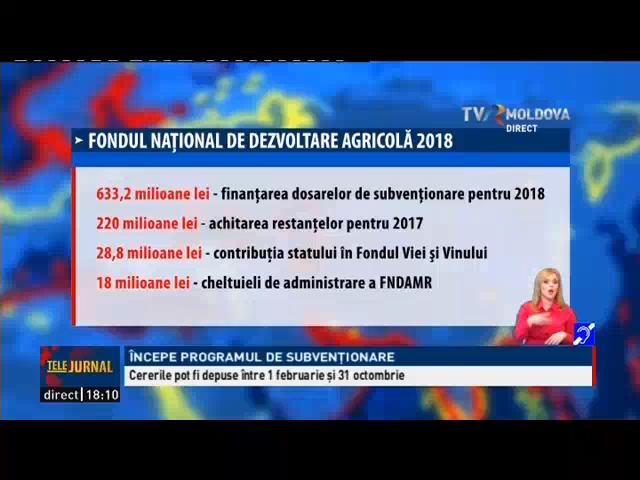 TVR MOLDOVA
DIRECT
FONDUL NAȚIONAL DE DEZVOLTARE AGRICOLĂ 2018
633,2 milioane lei - finanțarea dosarelor de subvenționare pentru 2018
220 milioane lei - achitarea restanțelor pentru 2017
28,8 milioane lei - contribuția statului în Fondul Viei şi Vinului
18 milioane lei - cheltuieli de administrare a FNDAMR
TELEJURNAL
direct 18:10
ÎNCEPE PROGRAMUL DE SUBVENȚIONARE
Cererile pot fi depuse între 1 februarie și 31 octombrie